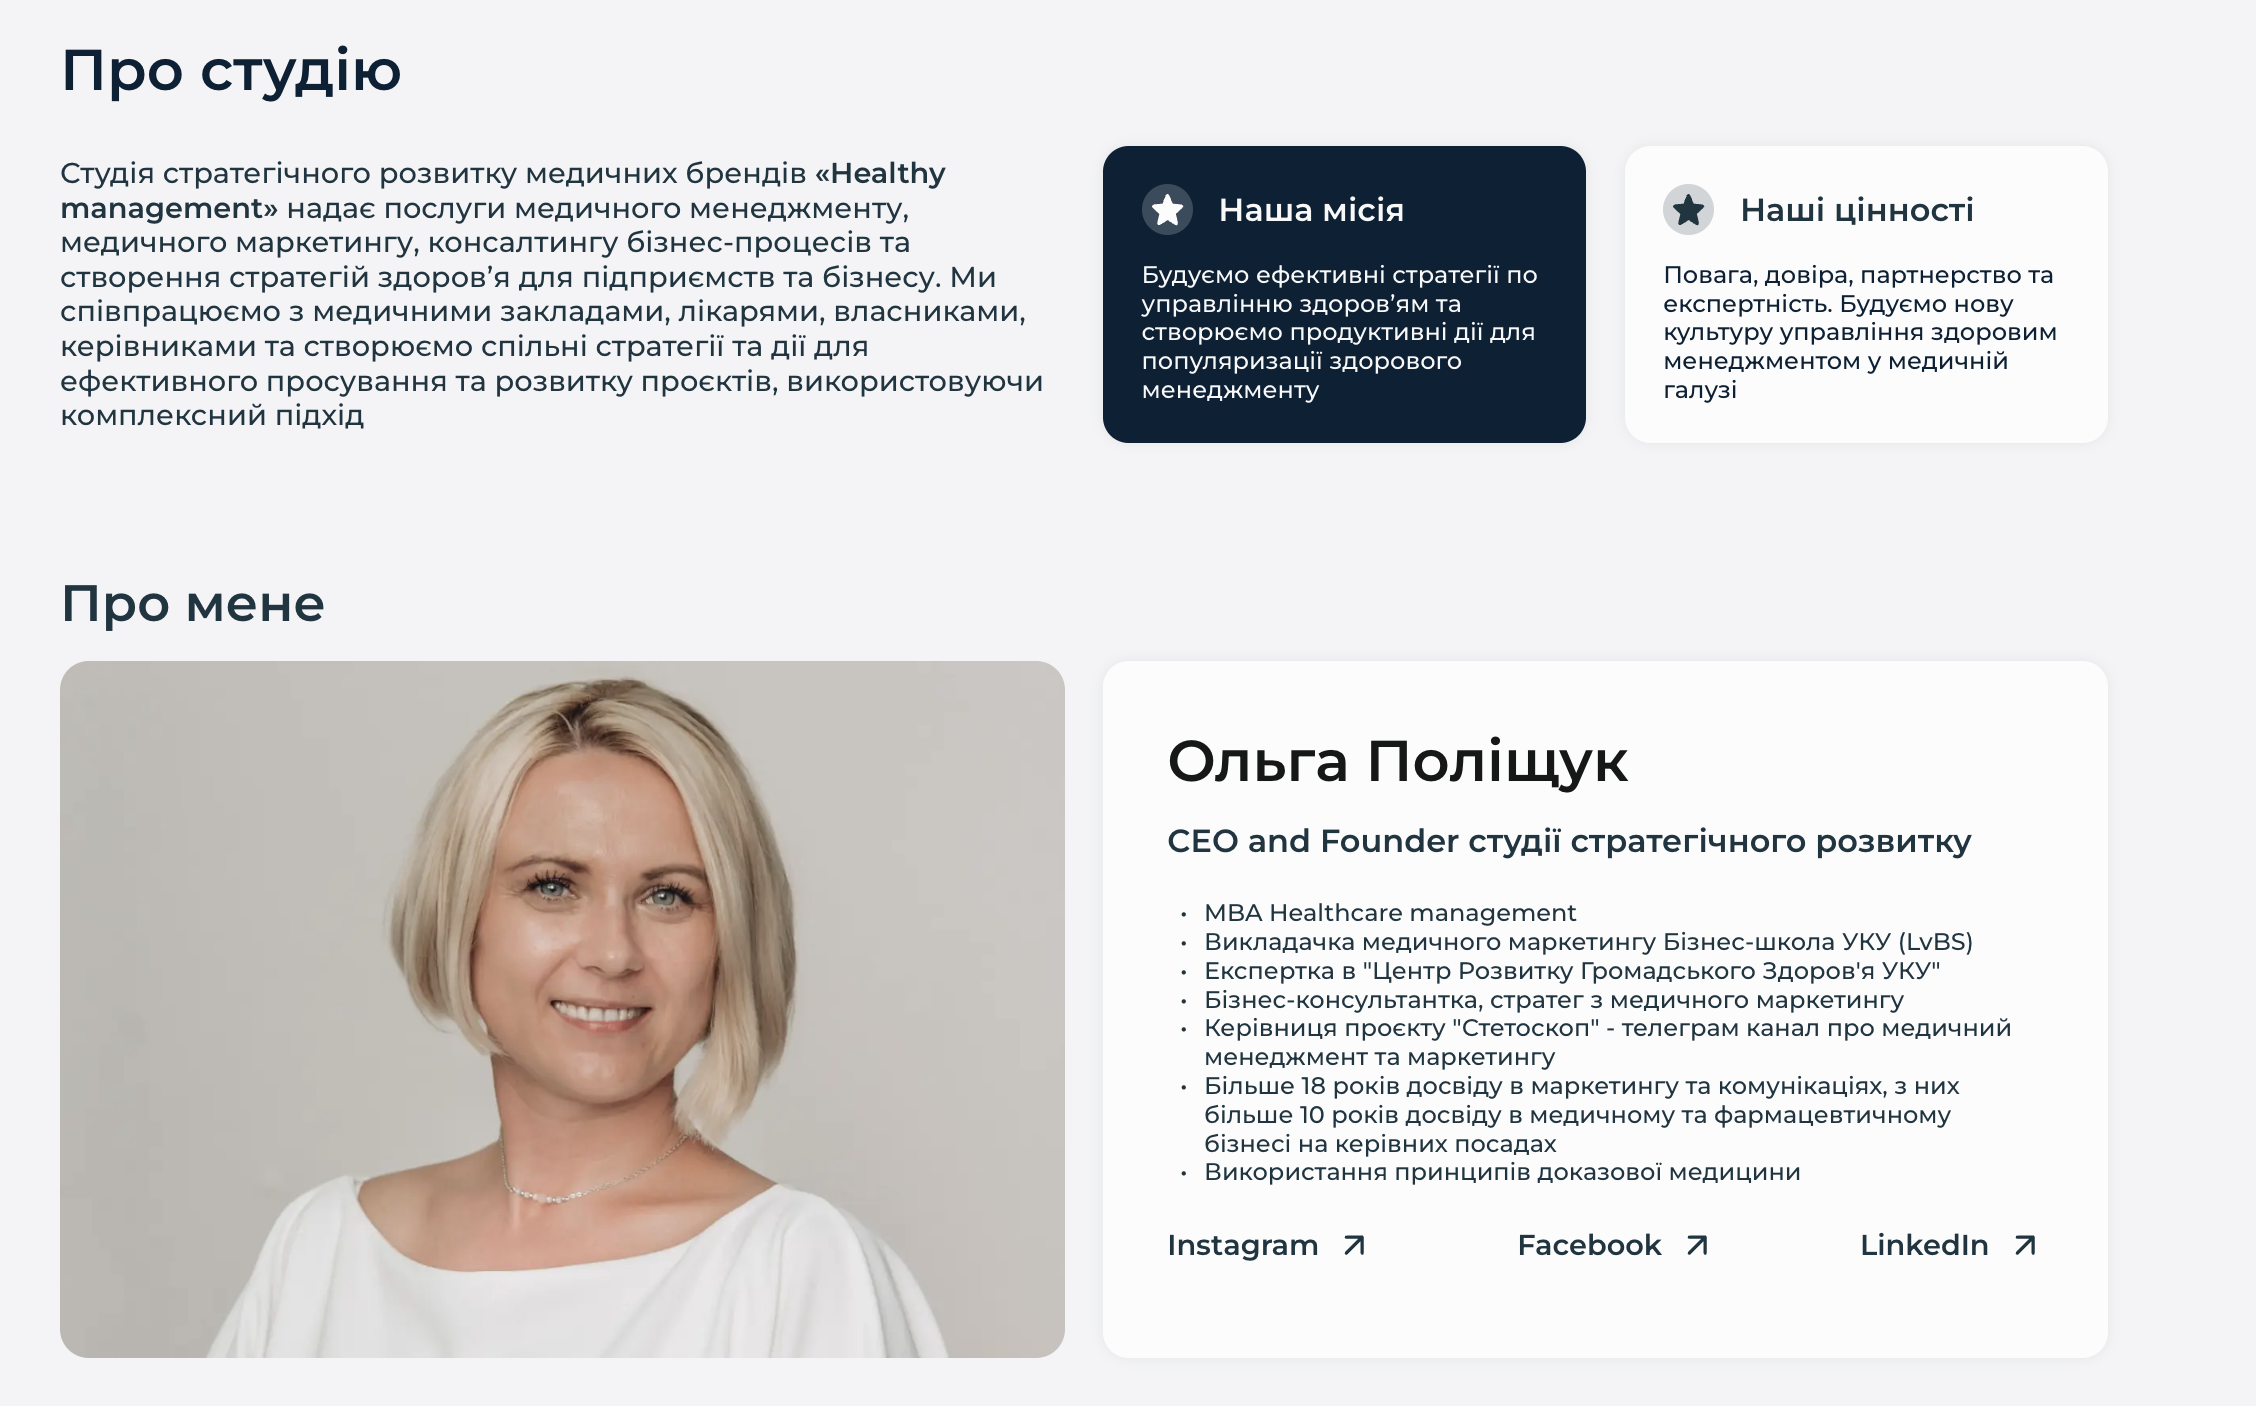 Про студію
Студія стратегічного розвитку медичних брендів «Healthy
management» надає послуги медичного менеджменту,
медичного маркетингу, консалтингу бізнес-процесів та
створення стратегій здоров’я для підприємств та бізнесу. Ми
співпрацюємо з медичними закладами, лікарями, власниками,
керівниками та створюємо спільні стратегії та дії для
ефективного просування та розвитку проєктів, використовуючи
комплексний підхід
Наша місія
Будуємо ефективні стратегії по
управлінню здоров’ям та
створюємо продуктивні дії для
популяризації здорового
менеджменту
Наші цінності
Повага, довіра, партнерство та
експертність. Будуємо нову
культуру управління здоровим
менеджментом у медичній
галузі
Про мене
Ольга Поліщук
CEO and Founder студії стратегічного розвитку
• MBA Healthcare management
• Викладачка медичного маркетингу Бізнес-школа УКУ (LvBS)
• Експертка в "Центр Розвитку Громадського Здоров'я УКУ"
• Бізнес-консультантка, стратег з медичного маркетингу
• Керівниця проєкту "Стетоскоп" - телеграм канал про медичний
менеджмент та маркетингу
• Більше 18 років досвіду в маркетингу та комунікаціях, з них
більше 10 років досвіду в медичному та фармацевтичному
бізнесі на керівних посадах
• Використання принципів доказової медицини
Instagram
Facebook
LinkedIn